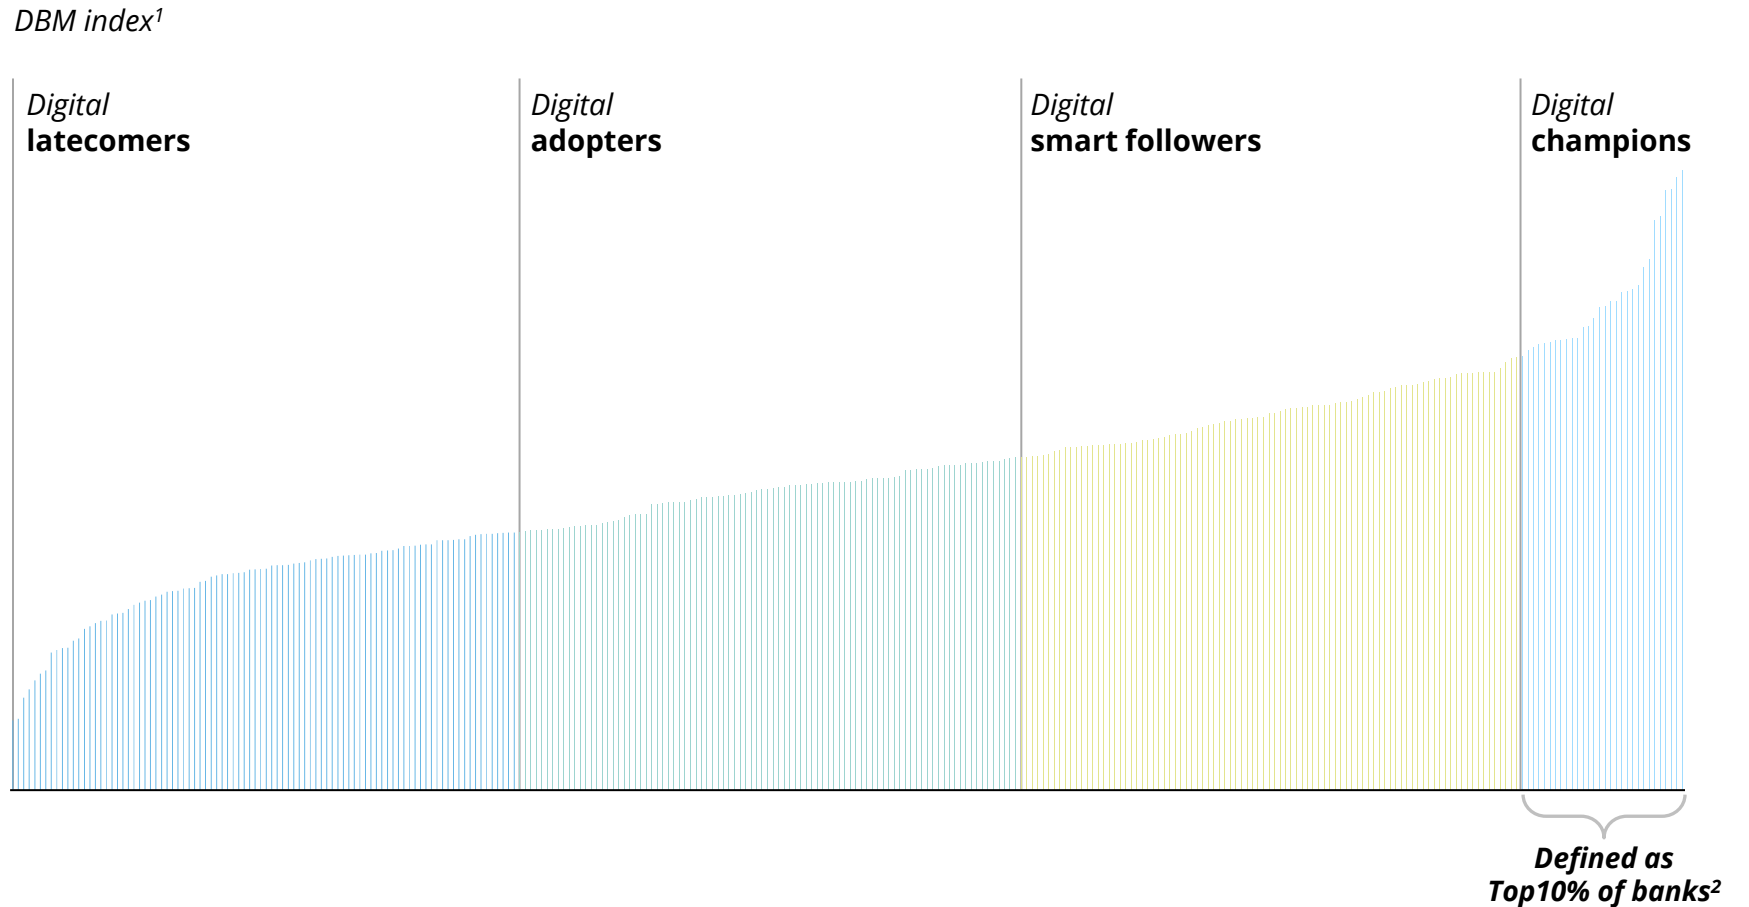 DBM index¹
Digital
latecomers
Digital
adopters
Digital
smart followers
Digital
champions
Defined as
Top10% of banks²